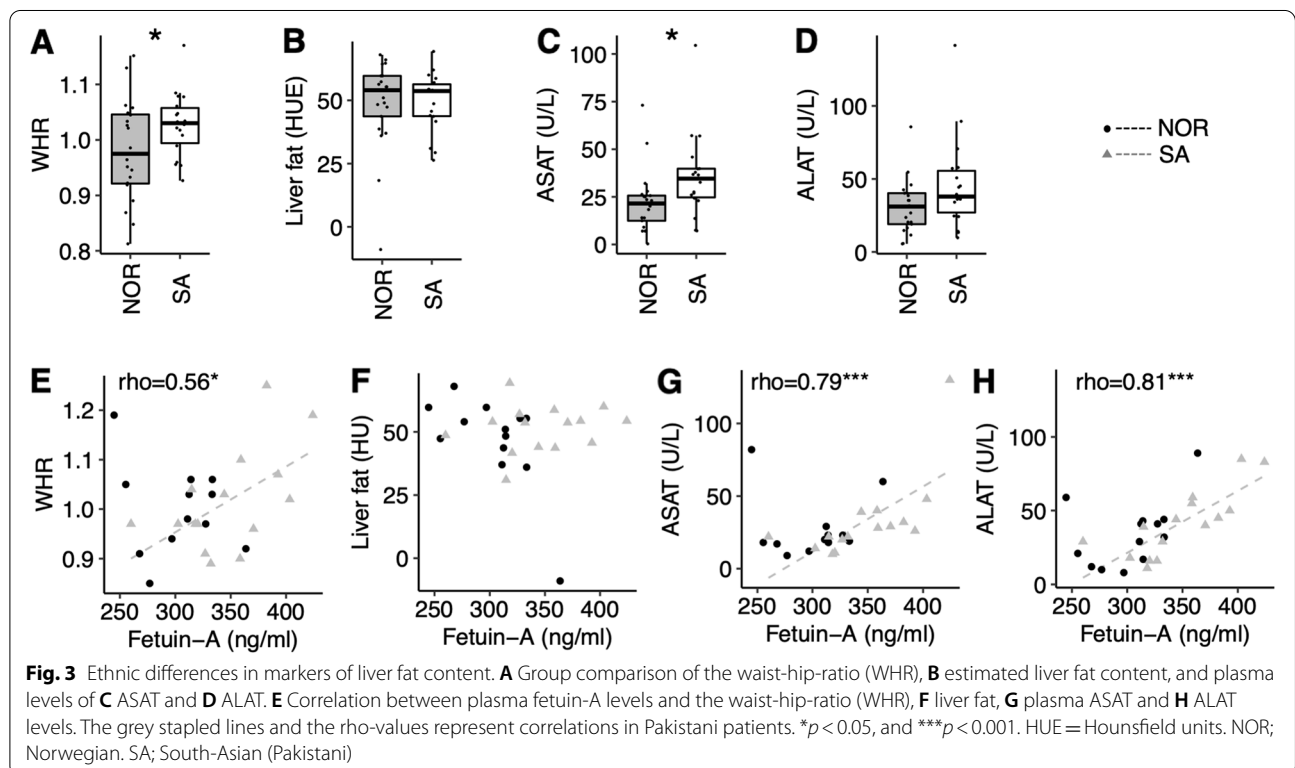 A
*
WHR
1.1
1.0
0.9
0.8
NOR
SA
B
Liver fat (HUE)
50
25
0
NOR
SA
C
*
ASAT (U/L)
100
75
50
25
0
NOR
SA
D
ALAT (U/L)
100
50
0
NOR
SA
NOR
SA
E
rho=0.56*
WHR
1.2
1.1
1.0
0.9
250 300 350 400
Fetuin−A (ng/ml)
F
Liver fat (HU)
50
25
0
250 300 350 400
Fetuin−A (ng/ml)
G
rho=0.79***
ASAT (U/L)
100
50
0
250 300 350 400
Fetuin−A (ng/ml)
H
rho=0.81***
ALAT (U/L)
100
50
0
250 300 350 400
Fetuin−A (ng/ml)
Fig. 3 Ethnic differences in markers of liver fat content. A Group comparison of the waist-hip-ratio (WHR), B estimated liver fat content, and plasma
levels of C ASAT and D ALAT. E Correlation between plasma fetuin-A levels and the waist-hip-ratio (WHR), F liver fat, G plasma ASAT and H ALAT
levels. The grey stapled lines and the rho-values represent correlations in Pakistani patients. *p < 0.05, and ***p < 0.001. HUE = Hounsfield units. NOR;
Norwegian. SA; South-Asian (Pakistani)